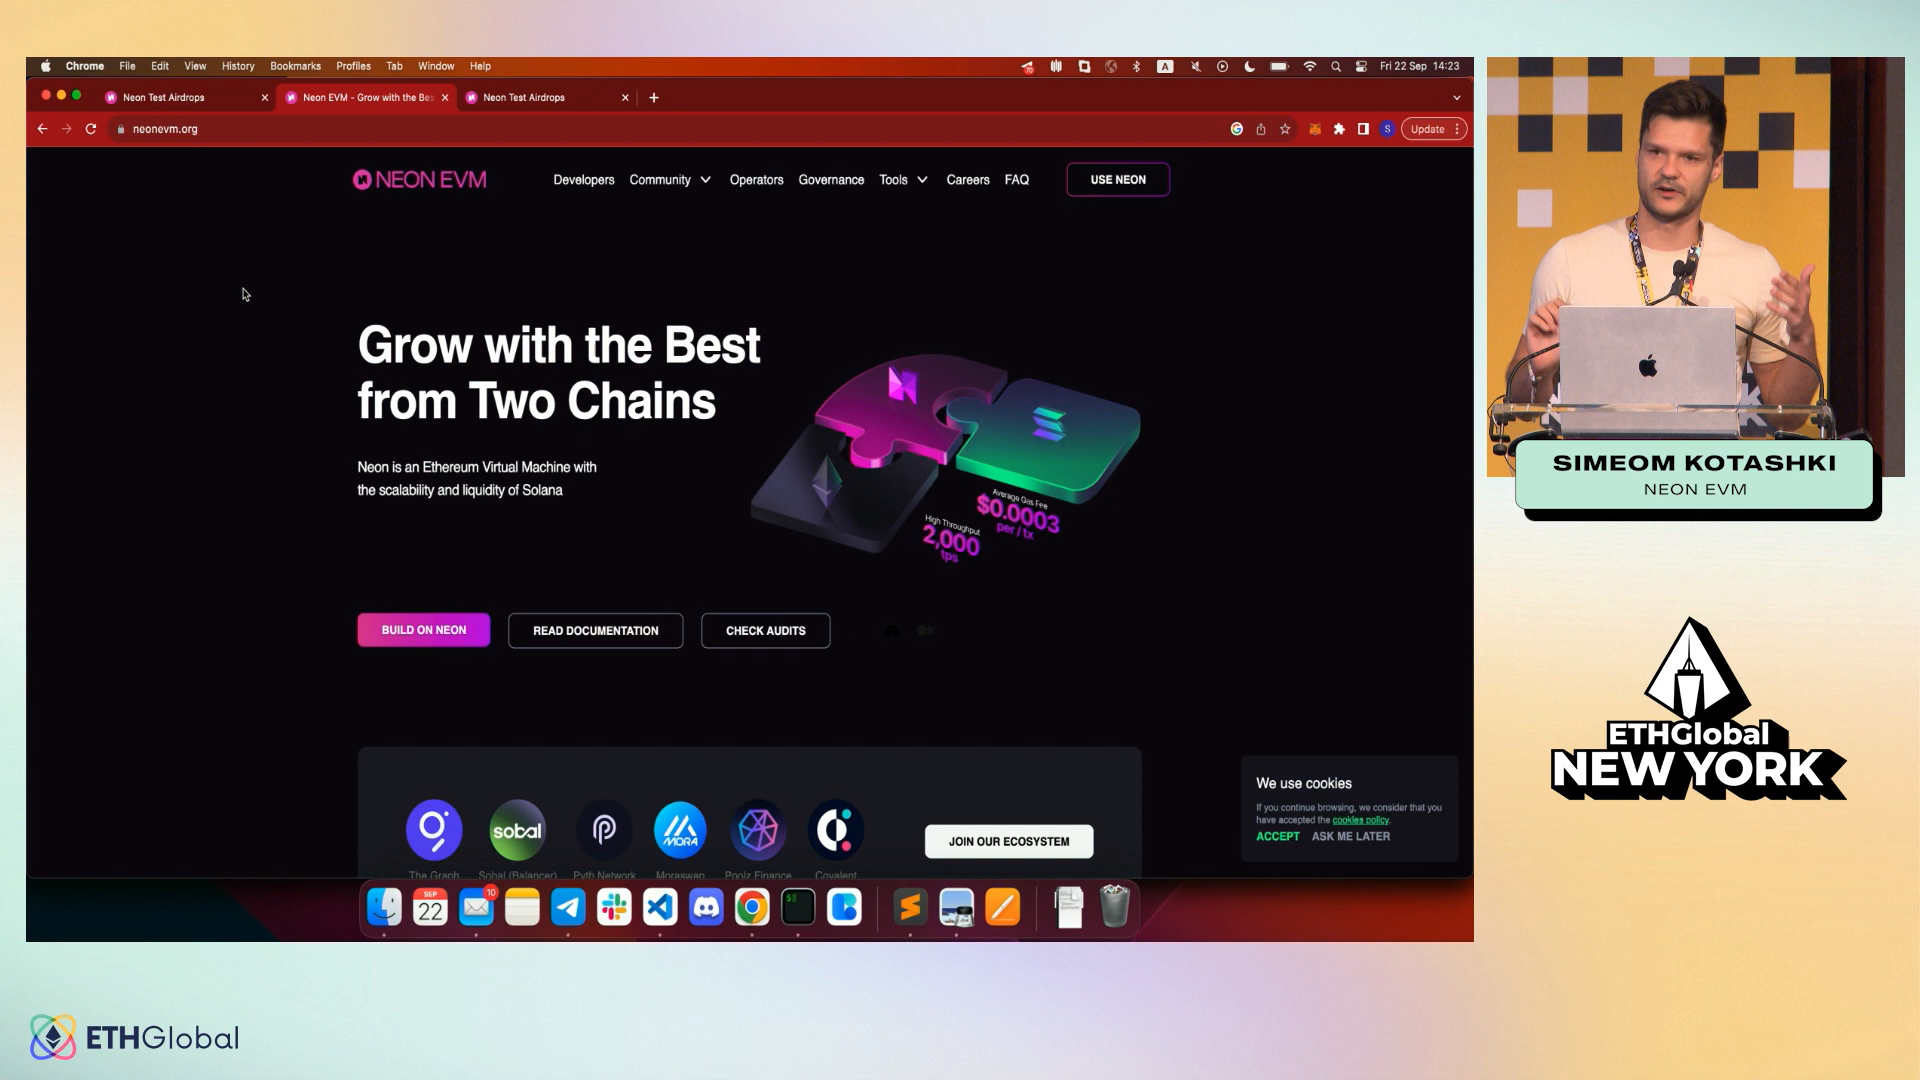 Chrome File Edit View History Bookmarks Profiles Tab Window Help
A
Fri 22 Sep 14:23
Neon Test Airdrops
Neon EVM - Grow with the Bes
Neon Test Airdrops
neonevm.org
S
Update
NEON EVM
Developers Community Operators Governance Tools Careers FAQ
USE NEON
Grow with the Best
from Two Chains
Neon is an Ethereum Virtual Machine with
the scalability and liquidity of Solana
Average Gas Fee
$0.0003
per / tx
High Throughput
2,000
tps
BUILD ON NEON
READ DOCUMENTATION
CHECK AUDITS
sobal
MORA
The Graph Sobal (Balancer) Pyth Network Moraswap Poolz Finance Covalent
JOIN OUR ECOSYSTEM
We use cookies
If you continue browsing, we consider that you
have accepted the cookies policy.
ACCEPT ASK ME LATER
SEP
22
10
SIMEOM KOTASHKI
NEON EVM
ETHGlobal
NEW YORK
ETHGlobal